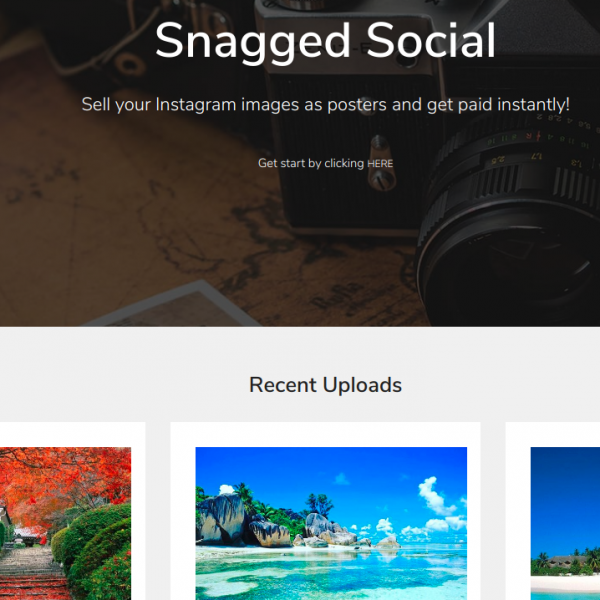 Snagged Social
Sell your Instagram images as posters and get paid instantly!
Get start by clicking HERE
Recent Uploads